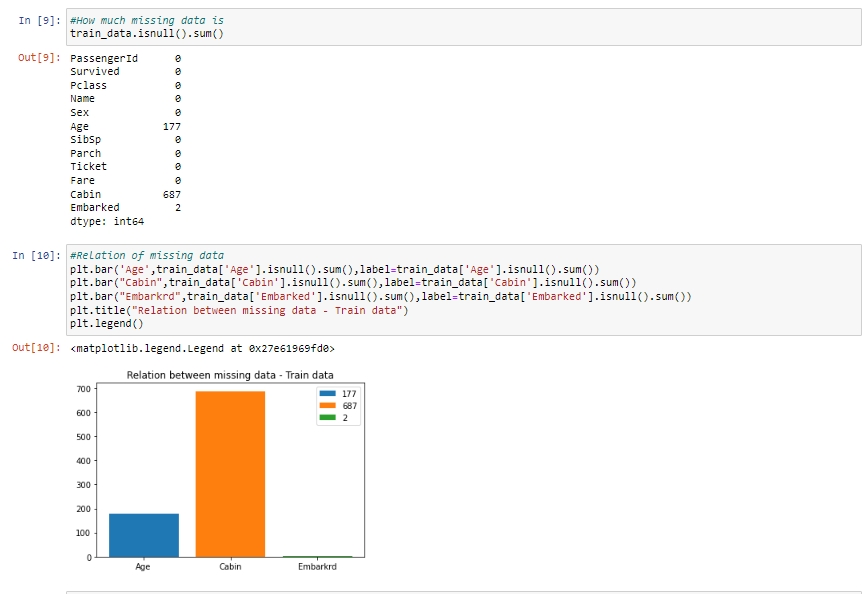 In [9]: #How much missing data is
train_data.isnull().sum()
Out[9]: PassengerId 0
Survived 0
Pclass 0
Name 0
Sex 0
Age 177
SibSp 0
Parch 0
Ticket 0
Fare 0
Cabin 687
Embarked 2
dtype: int64
In [10]: #Relation of missing data
plt.bar('Age',train_data['Age'].isnull().sum(),label=train_data['Age'].isnull().sum())
plt.bar("Cabin",train_data['Cabin'].isnull().sum(),label=train_data['Cabin'].isnull().sum())
plt.bar("Embarkrd",train_data['Embarked'].isnull().sum(),label=train_data['Embarked'].isnull().sum())
plt.title("Relation between missing data - Train data")
plt.legend()
Out[10]: <matplotlib.legend.Legend at 0x27e61969fd0>
Relation between missing data - Train data
700
600
500
400
300
200
100
0
177
687
2
Age Cabin Embarkrd